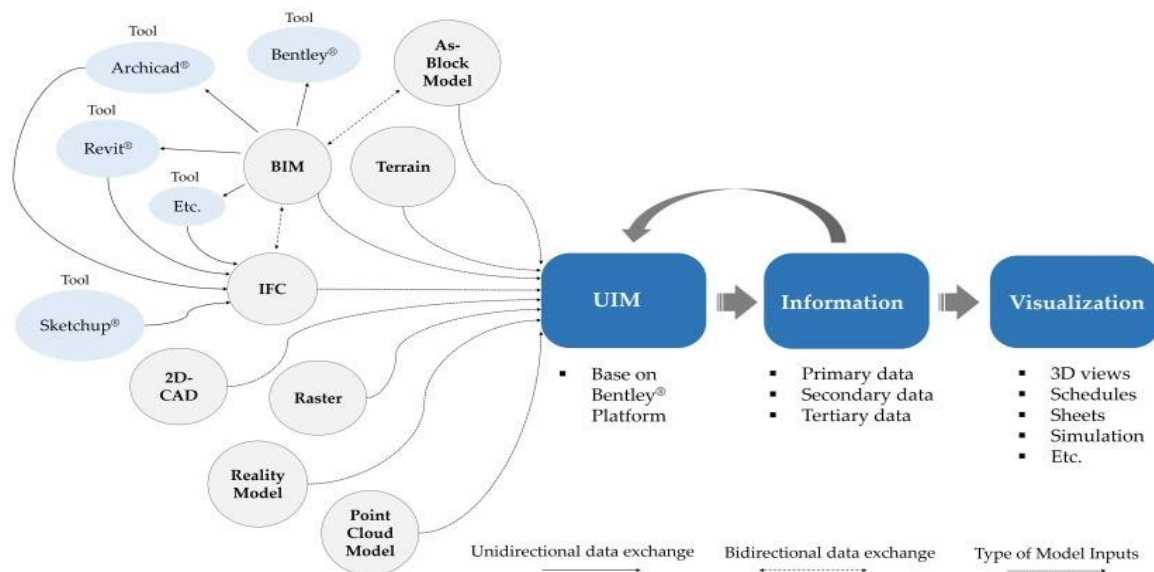 Tool
Archicad®
Tool
Bentley®
As-
Block
Model
Tool
Revit®
BIM
Terrain
Tool
Etc.
IFC
Tool
Sketchup®
2D-
CAD
Raster
Reality
Model
Point
Cloud
Model
UIM
Information
Visualization
▪ Base on
Bentley®
Platform
▪ Primary data
▪ Secondary data
▪ Tertiary data
▪ 3D views
▪ Schedules
▪ Sheets
▪ Simulation
▪ Etc.
Unidirectional data exchange
Bidirectional data exchange
Type of Model Inputs